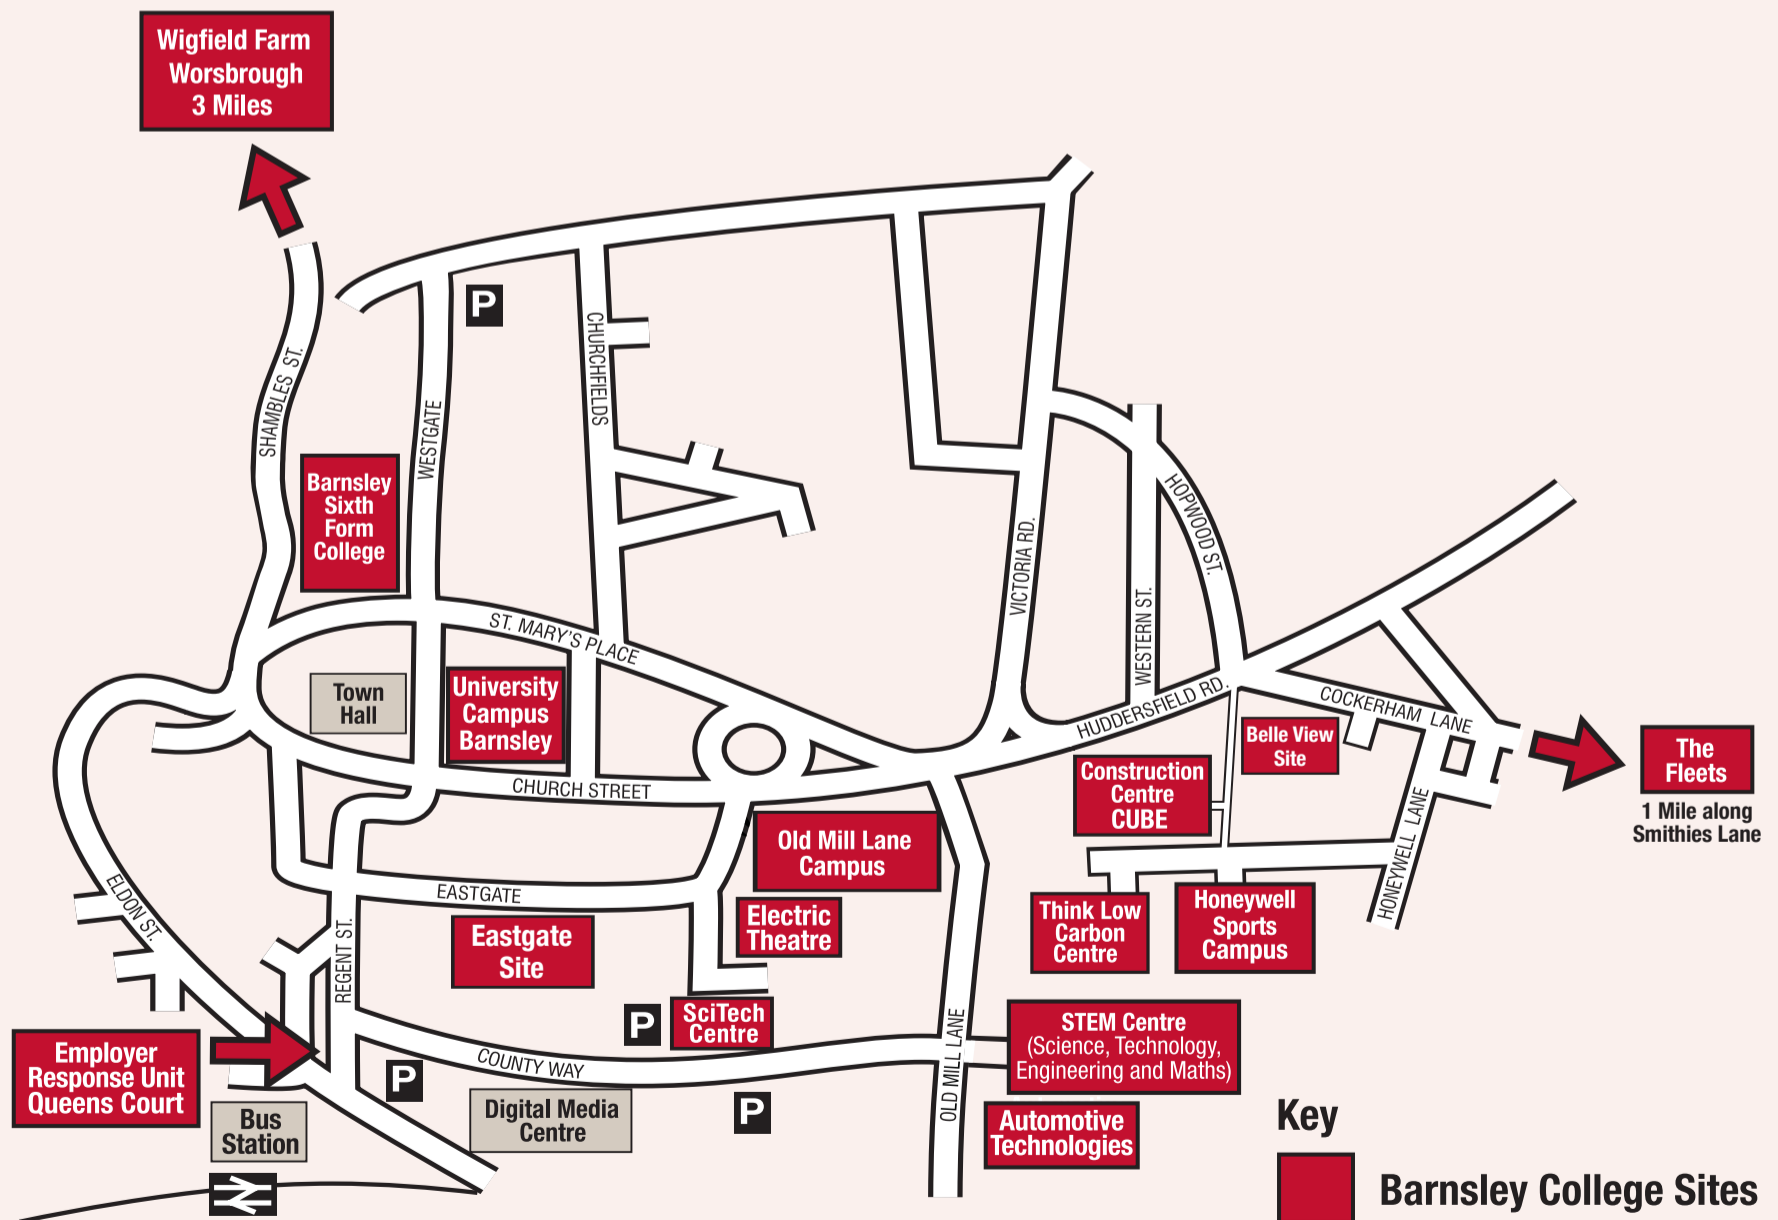 Wigfield Farm
Worsbrough
3 Miles
P
SHAMBLES ST.
WESTGATE
CHURCHFIELDS
Barnsley
Sixth
Form
College
VICTORIA RD.
HOPWOOD ST.
WESTERN ST.
ST. MARY'S PLACE
Town
Hall
University
Campus
Barnsley
CHURCH STREET
HUDDERSFIELD RD.
COCKERHAM LANE
Belle View
Site
The
Fleets
1 Mile along
Smithies Lane
Construction
Centre
CUBE
HONEYWELL LANE
Old Mill Lane
Campus
EASTGATE
ELDON ST.
REGENT ST.
Eastgate
Site
Electric
Theatre
Think Low
Carbon
Centre
Honeywell
Sports
Campus
P
SciTech
Centre
OLD MILL LANE
STEM Centre
(Science, Technology,
Engineering and Maths)
Employer
Response Unit
Queens Court
COUNTY WAY
P
Bus
Station
Digital Media
Centre
P
Automotive
Technologies
Key
Barnsley College Sites